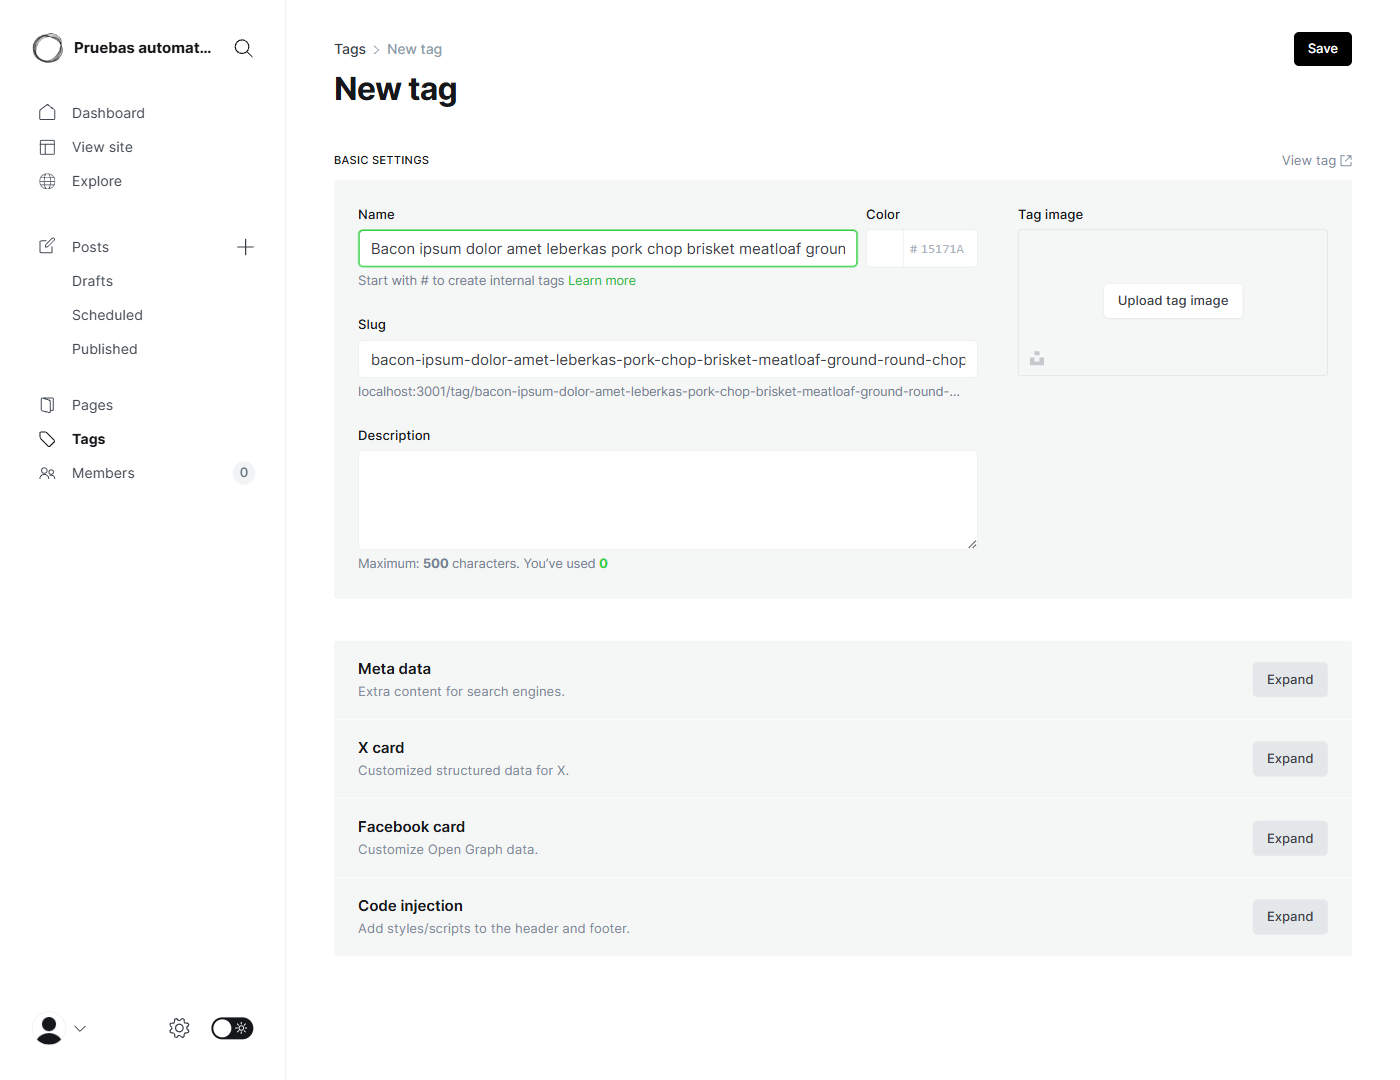 Pruebas automat...
Dashboard
View site
Explore
Posts
Drafts
Scheduled
Published
Pages
Tags
Members
0
Tags
New tag
Save
New tag
BASIC SETTINGS
View tag
Name
Bacon ipsum dolor amet leberkas pork chop brisket meatloaf groun
Start with # to create internal tags Learn more
Color
# 15171A
Tag image
Upload tag image
Slug
bacon-ipsum-dolor-amet-leberkas-pork-chop-brisket-meatloaf-ground-round-chop
localhost:3001/tag/bacon-ipsum-dolor-amet-leberkas-pork-chop-brisket-meatloaf-ground-round-...
Description
Maximum: 500 characters. You’ve used 0
Meta data
Extra content for search engines.
Expand
X card
Customized structured data for X.
Expand
Facebook card
Customize Open Graph data.
Expand
Code injection
Add styles/scripts to the header and footer.
Expand